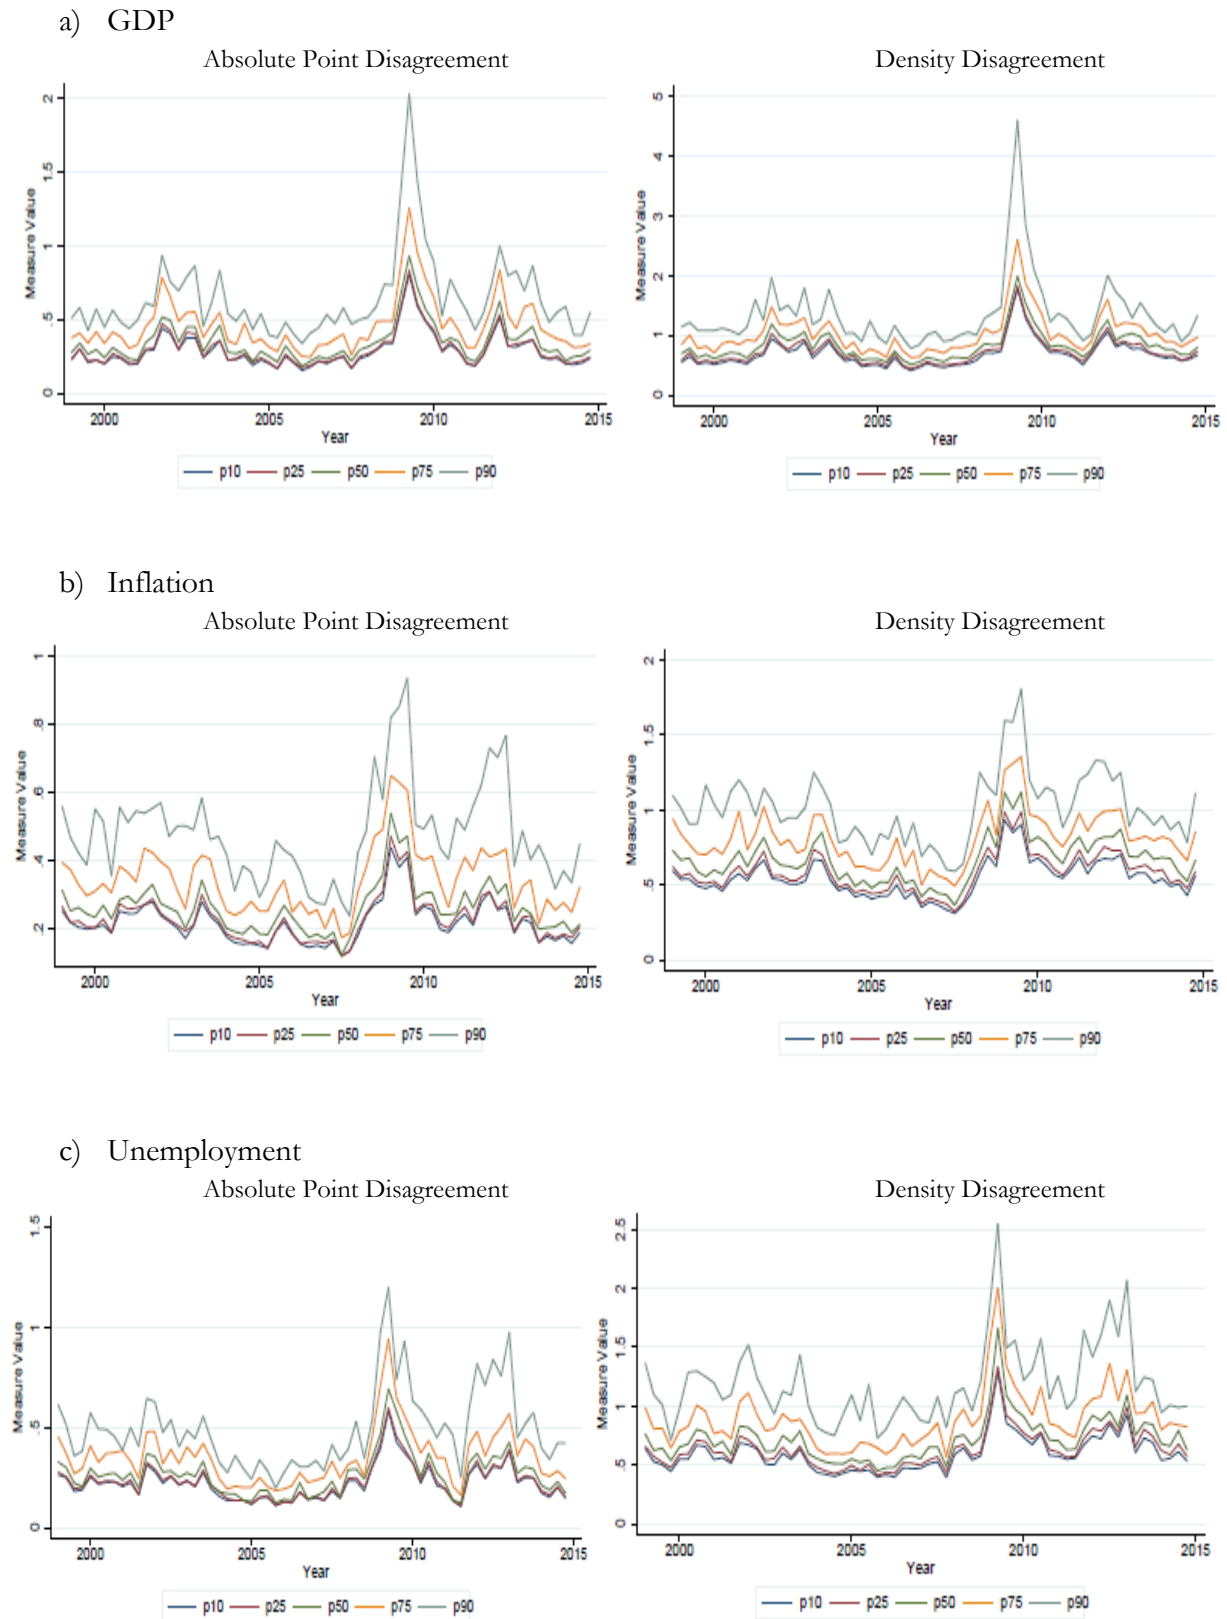 a) GDP
Absolute Point Disagreement
Density Disagreement
Measure Value
0 .5 1 1.5 2
2000 2005 2010 2015
Year
p10 p25 p50 p75 p90
Measure Value
0 1 2 3 4 5
2000 2005 2010 2015
Year
p10 p25 p50 p75 p90
b) Inflation
Absolute Point Disagreement
Density Disagreement
Measure Value
.2 .4 .6 .8 1
2000 2005 2010 2015
Year
p10 p25 p50 p75 p90
Measure Value
0 .5 1 1.5 2
2000 2005 2010 2015
Year
p10 p25 p50 p75 p90
c) Unemployment
Absolute Point Disagreement
Density Disagreement
Measure Value
0 .5 1 1.5
2000 2005 2010 2015
Year
p10 p25 p50 p75 p90
Measure Value
0 .5 1 1.5 2 2.5
2000 2005 2010 2015
Year
p10 p25 p50 p75 p90